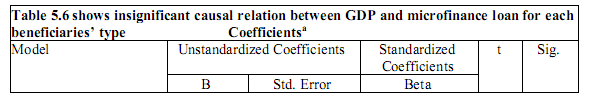 Table 5.6 shows insignificant causal relation between GDP and microfinance loan for each
beneficiaries' type Coefficientsᵃ
Model Unstandardized Coefficients Standardized Coefficients t Sig.
B Std. Error Beta